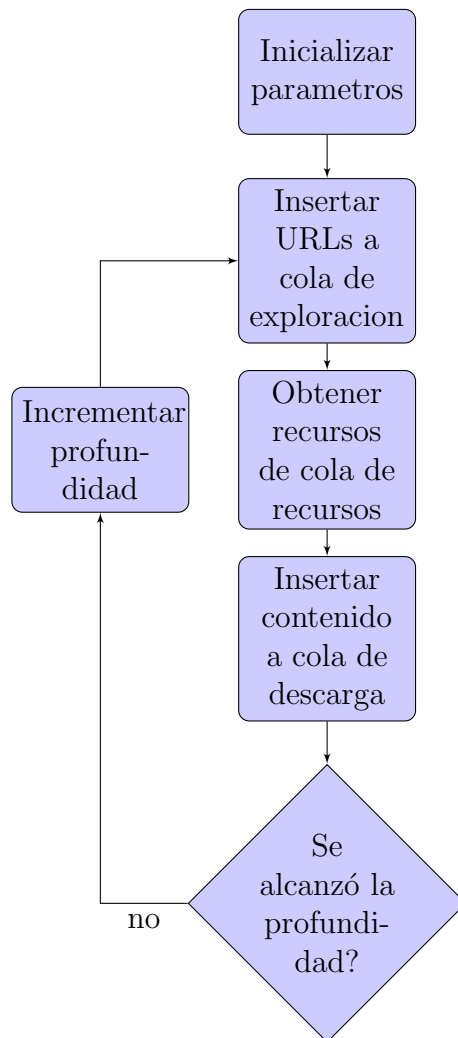 Inicializar
parametros
Insertar
URLs a
cola de
exploracion
Incrementar
profun-
didad
Obtener
recursos
de cola de
recursos
Insertar
contenido
a cola de
descarga
Se
alcanzó la
profundi-
dad?
no